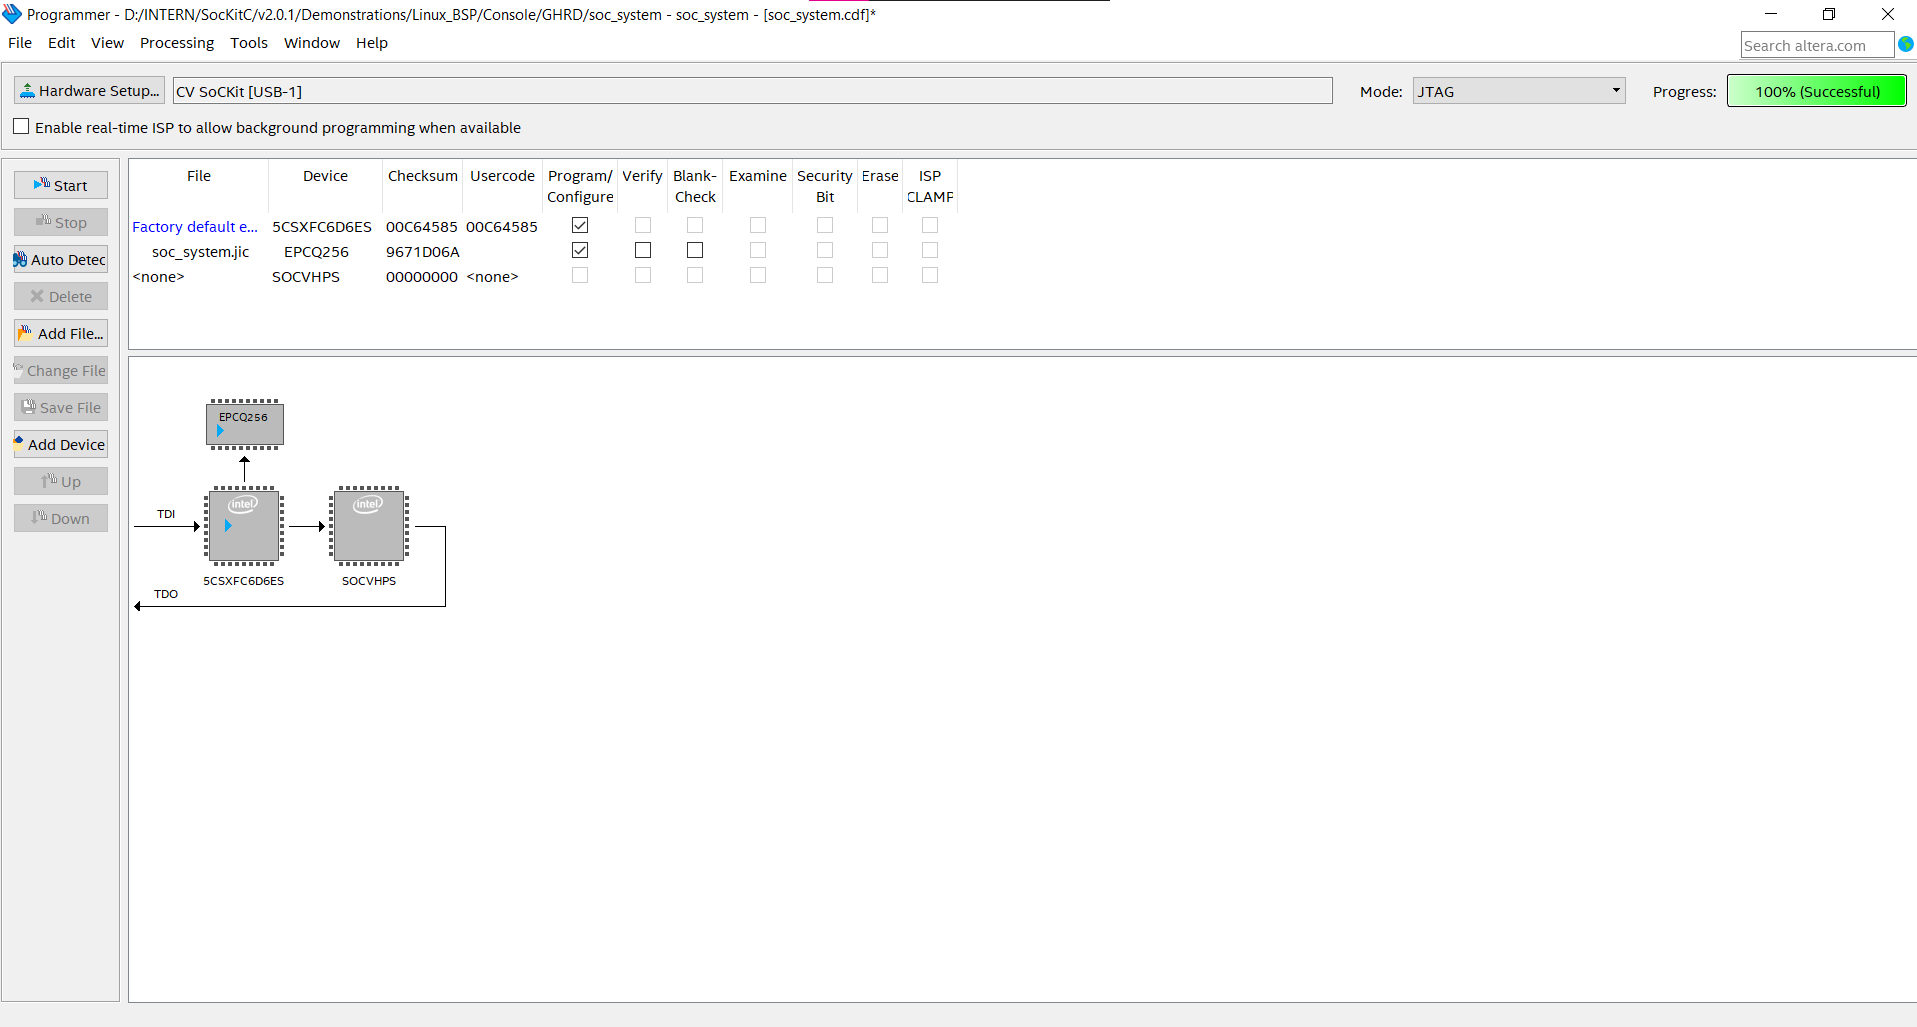 Programmer - D:/INTERN/SocKitC/v2.0.1/Demonstrations/Linux_BSP/Console/GHRD/soc_system - soc_system - [soc_system.cdf]*
File Edit View Processing Tools Window Help
Search altera.com
Hardware Setup... CV SoCKit [USB-1] Mode: JTAG Progress: 100% (Successful)
Enable real-time ISP to allow background programming when available
Start
Stop
Auto Detec
Delete
Add File...
Change File
Save File
Add Device
Up
Down
File Device Checksum Usercode Program/ Verify Blank- Examine Security Erase ISP
Configure Check Bit CLAMP
Factory default e... 5CSXFC6D6ES 00C64585 00C64585
soc_system.jic EPCQ256 9671D06A
<none> SOCVHPS 00000000 <none>
EPCQ256
intel intel
TDI
5CSXFC6D6ES SOCVHPS
TDO